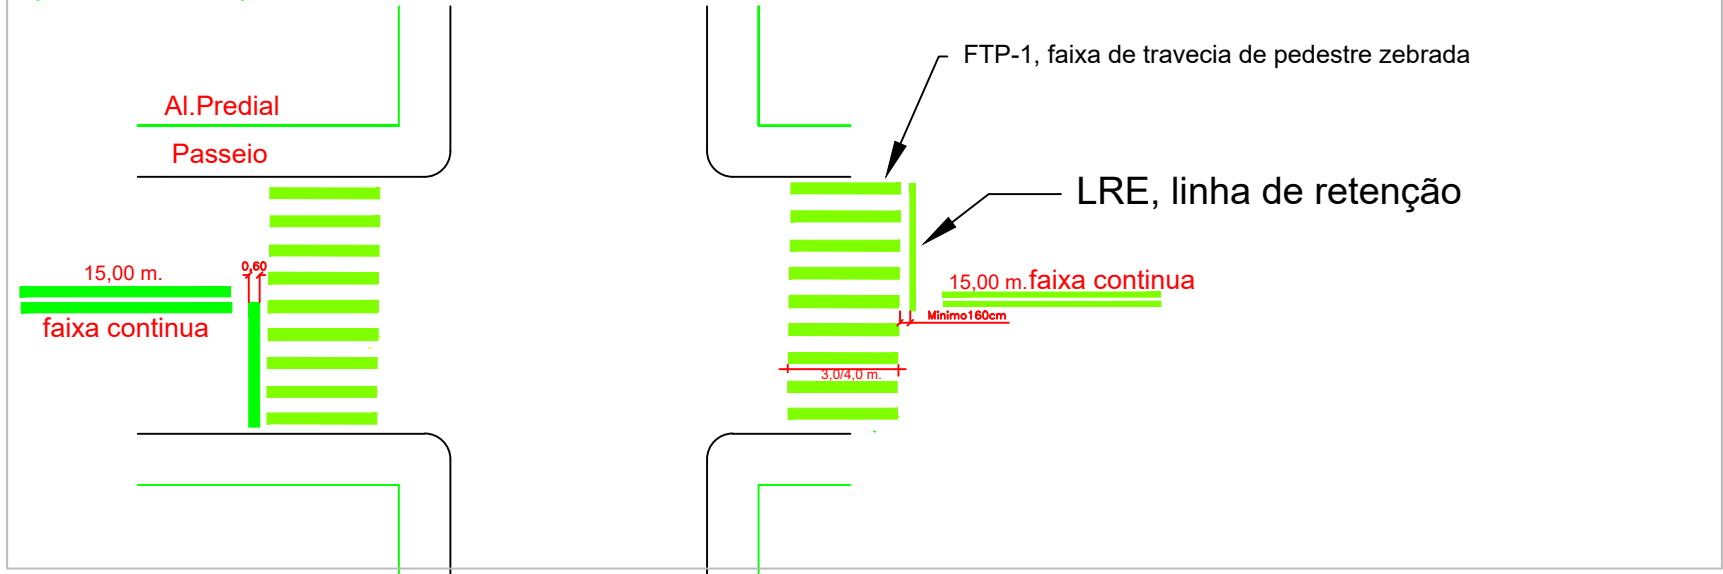 FTP-1, faixa de travecia de pedestre zebrada
Al.Predial
Passeio
LRE, linha de retenção
15,00 m.
0,60
15,00 m.faixa continua
faixa continua
Minimo160cm
3,0/4,0 m.